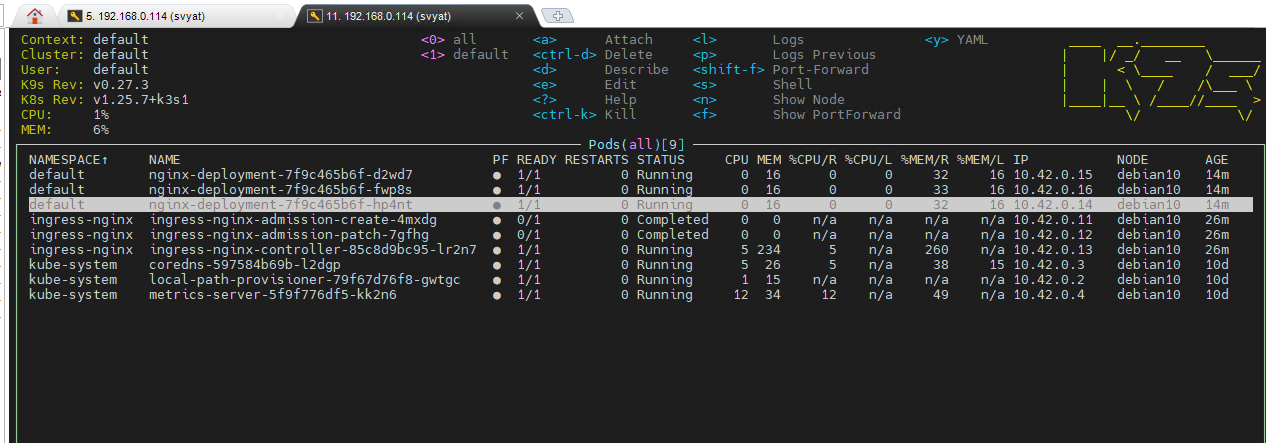 5. 192.168.0.114 (svyat) 11. 192.168.0.114 (svyat)
Context: default <0> all <a> Attach <l> Logs <y> YAML
Cluster: default <1> default <ctrl-d> Delete <p> Logs Previous
User: default <d> Describe <shift-f> Port-Forward
K9s Rev: v0.27.3 <e> Edit <s> Shell
K8s Rev: v1.25.7+k3s1 <?> Help <n> Show Node
CPU: 1% <ctrl-k> Kill <f> Show PortForward
MEM: 6%
Pods(all)[9]
NAMESPACE↑ NAME PF READY RESTARTS STATUS CPU MEM %CPU/R %CPU/L %MEM/R %MEM/L IP NODE AGE
default nginx-deployment-7f9c465b6f-d2wd7 ● 1/1 0 Running 0 16 0 0 32 16 10.42.0.15 debian10 14m
default nginx-deployment-7f9c465b6f-fwp8s ● 1/1 0 Running 0 16 0 0 33 16 10.42.0.16 debian10 14m
default nginx-deployment-7f9c465b6f-hp4nt ● 1/1 0 Running 0 16 0 0 32 16 10.42.0.14 debian10 14m
ingress-nginx ingress-nginx-admission-create-4mxdg ● 0/1 0 Completed 0 0 n/a n/a n/a n/a 10.42.0.11 debian10 26m
ingress-nginx ingress-nginx-admission-patch-7gfhg ● 0/1 0 Completed 0 0 n/a n/a n/a n/a 10.42.0.12 debian10 26m
ingress-nginx ingress-nginx-controller-85c8d9bc95-lr2n7 ● 1/1 0 Running 5 234 5 n/a 260 n/a 10.42.0.13 debian10 26m
kube-system coredns-597584b69b-l2dgp ● 1/1 0 Running 5 26 5 n/a 38 15 10.42.0.3 debian10 10d
kube-system local-path-provisioner-79f67d76f8-gwtgc ● 1/1 0 Running 1 15 n/a n/a n/a n/a 10.42.0.2 debian10 10d
kube-system metrics-server-5f9f776df5-kk2n6 ● 1/1 0 Running 12 34 12 n/a 49 n/a 10.42.0.4 debian10 10d